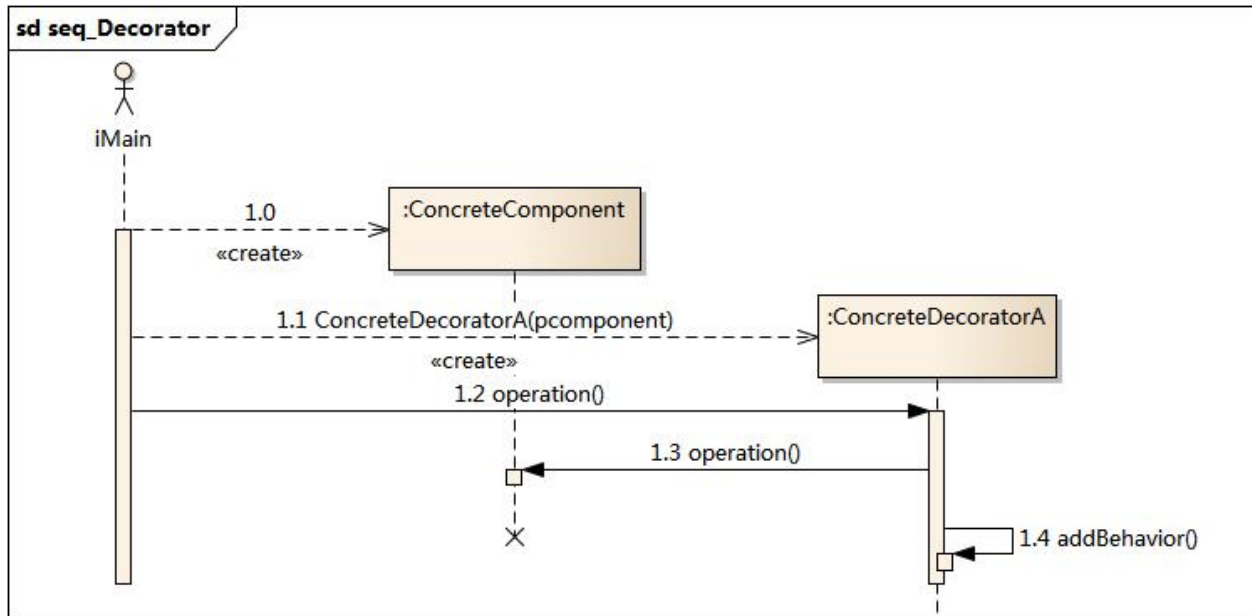 sd seq_Decorator
iMain
1.0
«create»
:ConcreteComponent
1.1 ConcreteDecoratorA(pcomponent)
«create»
:ConcreteDecoratorA
1.2 operation()
1.3 operation()
1.4 addBehavior()